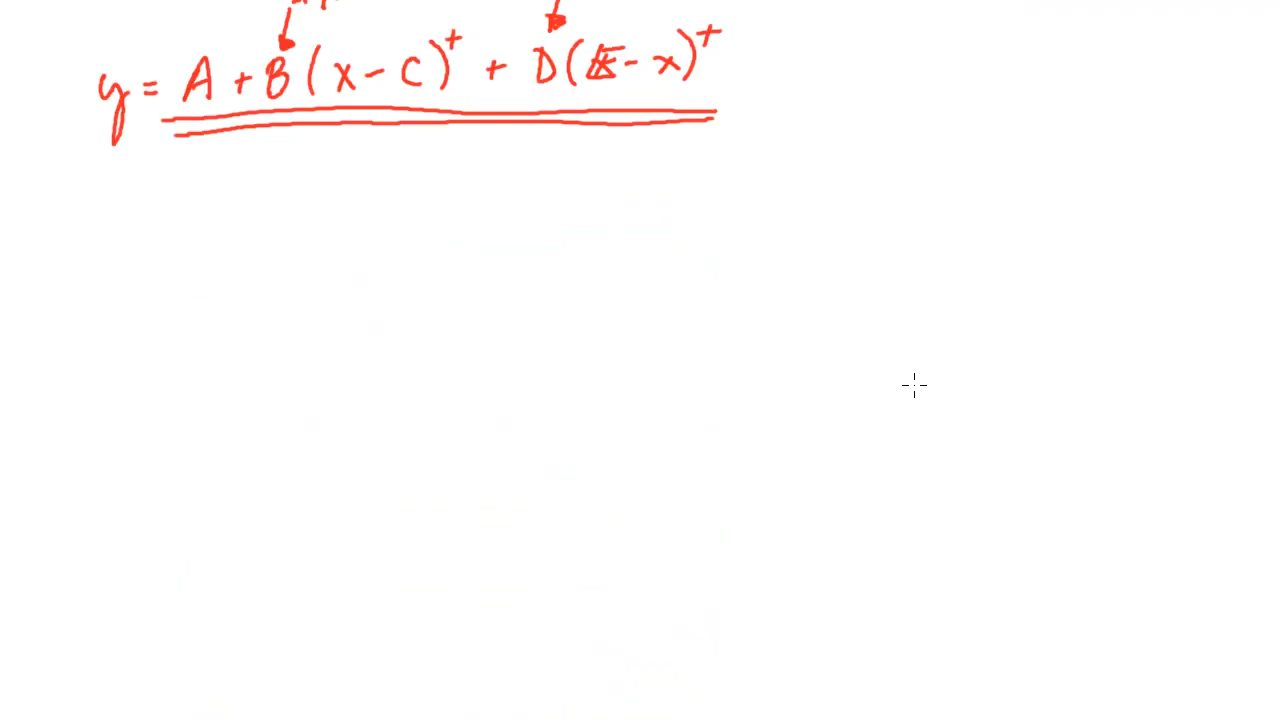 y = A + B (x - C)⁺ + D (E - x)⁺